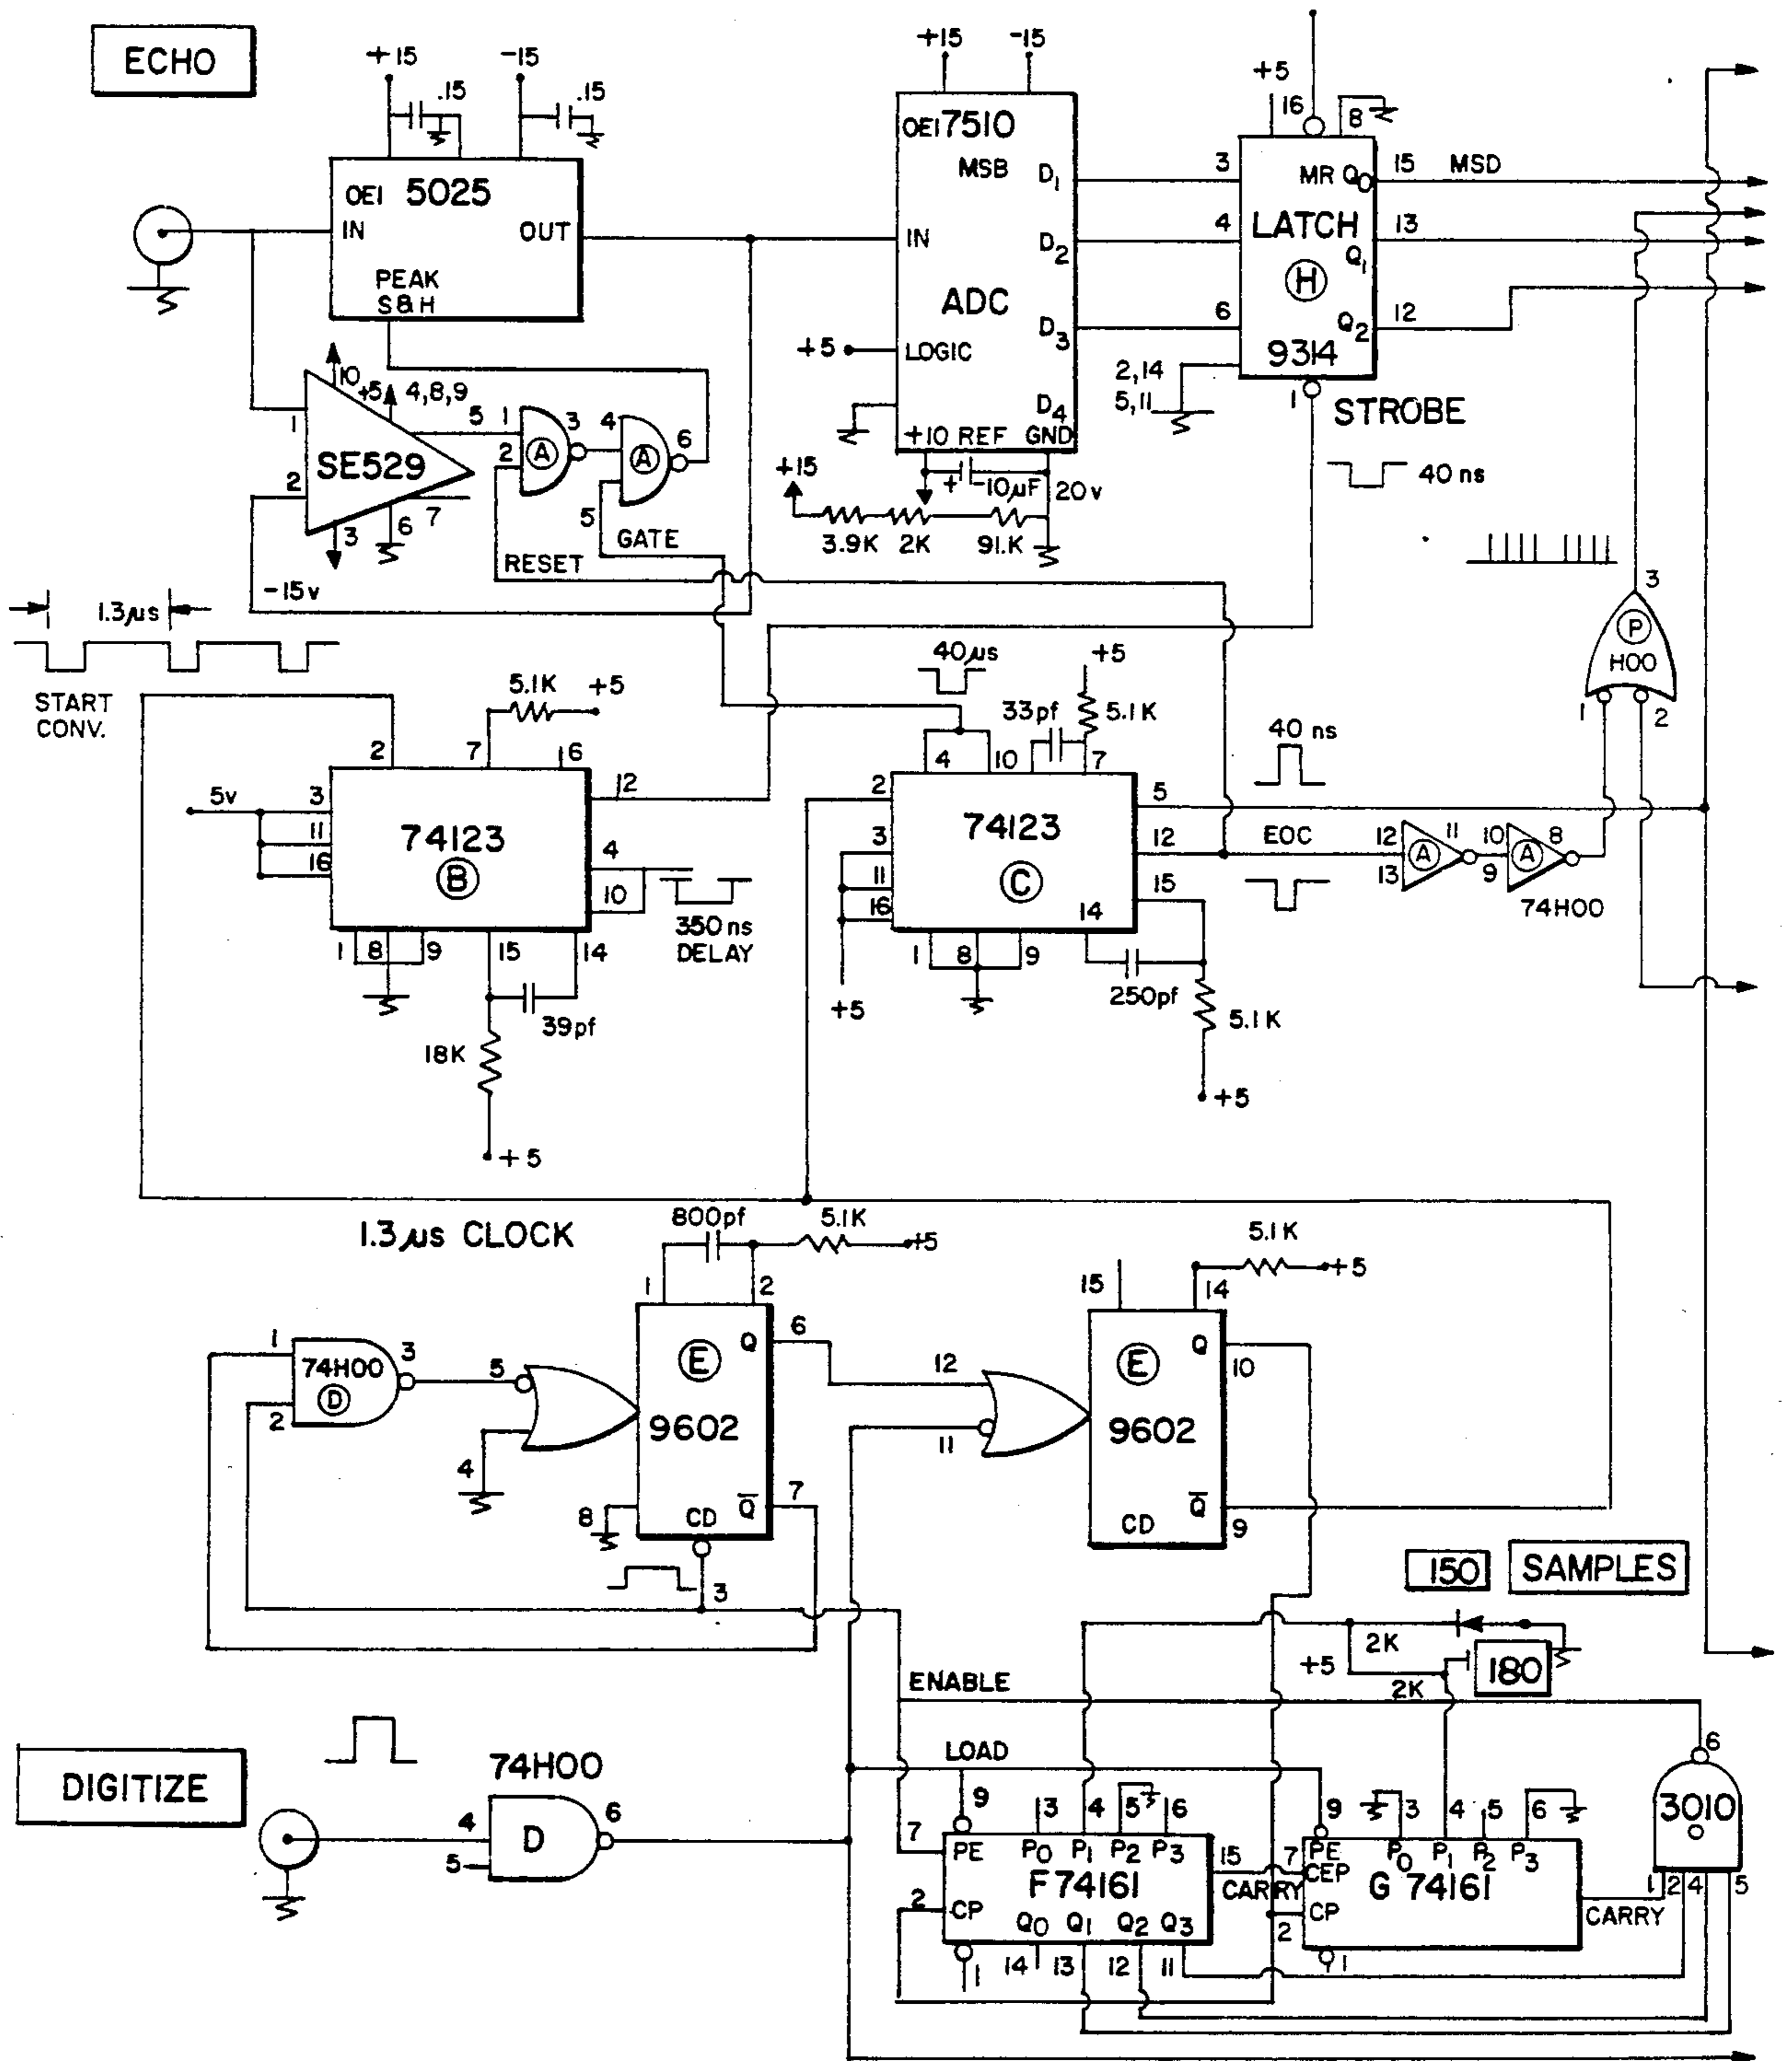 ECHO
+15
-15
.15
.15
OEI 5025
IN
OUT
PEAK
S&H
+15
-15
OEI 7510
MSB
D1
D2
D3
D4
IN
ADC
+5
LOGIC
+10 REF GND
+
-10µF
20v
+15
3.9K
2K
91.K
+5
16
8
3
4
6
MR Q0
LATCH
Q1
H
Q2
9314
15
MSD
13
12
2,14
5,11
1
STROBE
40 ns
10
+5
4,8,9
1
2
SE529
5
7
6
3
1
2
A
3
4
A
6
5
GATE
RESET
-15v
1.3µs
START
CONV.
5.1K
+5
2
7
6
5v
3
11
16
74123
B
12
4
10
350 ns
DELAY
1
8
9
15
14
39pf
18K
+5
40µs
+5
33pf
5.1K
4
10
7
2
3
11
16
74123
C
5
12
15
14
1
8
9
+5
250pf
5.1K
+5
40 ns
EOC
12
13
A
11
10
9
A
8
74H00
3
P
H00
1
2
1.3µs CLOCK
800pf
5.1K
+5
1
2
1
2
74H00
D
3
5
4
E
Q
6
9602
8
CD
Q
7
3
12
11
15
14
5.1K
+5
E
Q
10
9602
CD
Q
9
150
SAMPLES
2K
+5
180
2K
ENABLE
LOAD
DIGITIZE
74H00
4
5
D
6
9
3
4
5
6
7
PE
P0
P1
P2
P3
F 74161
15
CARRY
2
CP
Q0
Q1
Q2
Q3
1
14
13
12
11
9
3
4
5
6
7
PE
CEP
P0
P1
P2
P3
G 74161
CP
2
1
CARRY
6
3010
1
2
4
5